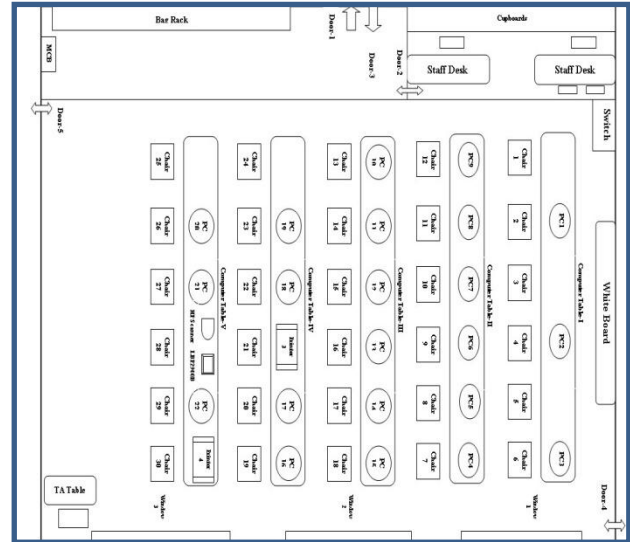 Bar Rack
Door-1
Door-3
Cupboards
MCB
Door-2
Staff Desk
Staff Desk
Door-5
Switch
Chair 25
Chair 24
Chair 13
PC 10
Chair 12
PC9
Chair 1
Chair 26
PC 20
Chair 23
PC 19
Chair 14
PC 11
Chair 11
PC8
Chair 2
PC1
Chair 27
PC 21
Computer Table-V
Chair 22
PC 18
Computer Table-IV
Chair 15
PC 12
Computer Table-III
Chair 10
PC7
Computer Table-II
Chair 3
Computer Table-I
White Board
Chair 28
Chair 21
Printer 3
Chair 16
PC 13
Chair 9
PC6
Chair 4
PC2
Chair 29
PC 22
Chair 20
PC 17
Chair 17
PC 14
Chair 8
PC5
Chair 5
Chair 30
Printer 4
Chair 19
PC 16
Chair 18
PC 15
Chair 7
PC4
Chair 6
PC3
TA Table
Window 3
Window 2
Window 1
Door-4